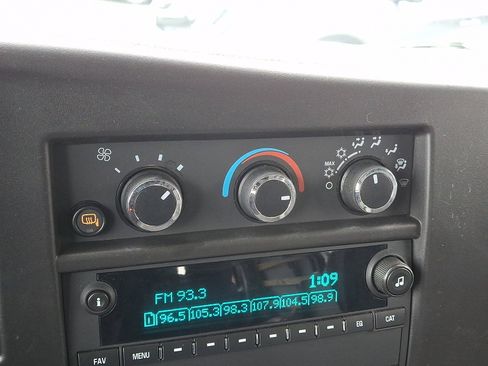 MAX
FM 93.3 1:09
1 96.5 105.3 98.3 107.9 104.5 98.9
i
FAV MENU EQ CAT